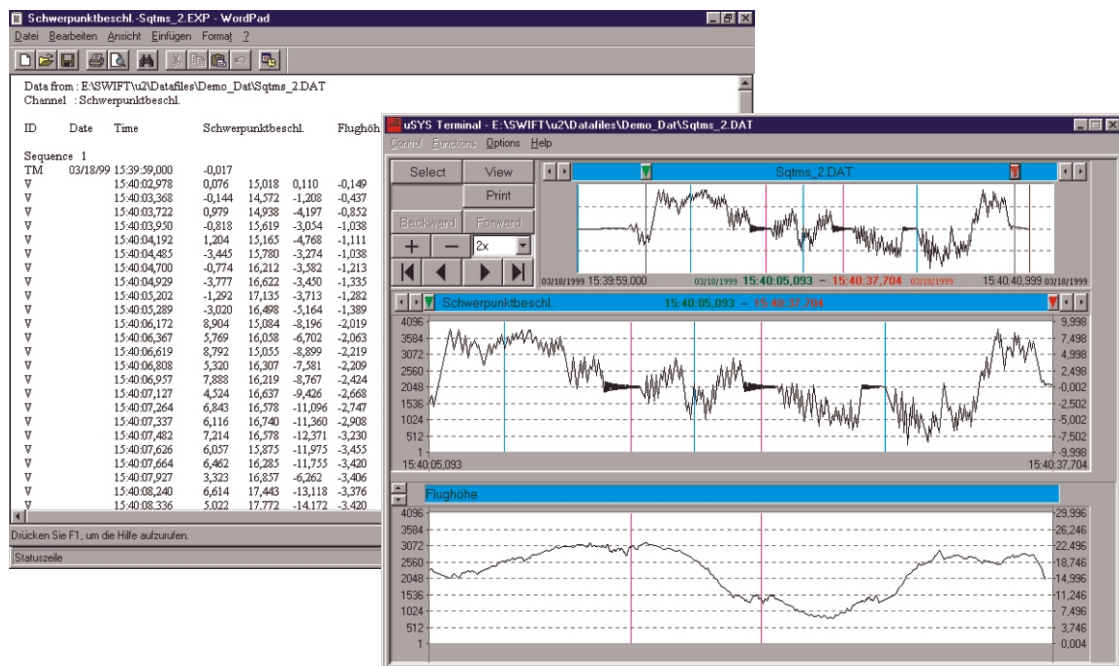 Schwerpunktbeschl.-Sqtms_2.EXP - WordPad
Datei Bearbeiten Ansicht Einfügen Format ?
Data from : E:\SWIFT\u2\Datafiles\Demo_Dat\Sqtms_2.DAT
Channel : Schwerpunktbeschl.
ID Date Time Schwerpunktbeschl. Flughöh
Sequence 1
TM 03/18/99 15:39:59,000 -0,017
∇ 15:40:02,978 0,076 15,018 0,110 -0,149
∇ 15:40:03,368 -0,144 14,572 -1,208 -0,437
∇ 15:40:03,722 0,979 14,938 -4,197 -0,852
∇ 15:40:03,950 -0,818 15,619 -3,054 -1,038
∇ 15:40:04,192 1,204 15,165 -4,768 -1,111
∇ 15:40:04,485 -3,445 15,780 -3,274 -1,038
∇ 15:40:04,700 -0,774 16,212 -3,582 -1,213
∇ 15:40:04,929 -3,777 16,622 -3,450 -1,335
∇ 15:40:05,202 -1,292 17,135 -3,713 -1,282
∇ 15:40:05,289 -3,020 16,498 -5,164 -1,389
∇ 15:40:06,172 8,904 15,084 -8,196 -2,019
∇ 15:40:06,367 5,769 16,058 -6,702 -2,063
∇ 15:40:06,619 8,792 15,055 -8,899 -2,219
∇ 15:40:06,808 5,320 16,307 -7,581 -2,209
∇ 15:40:06,957 7,888 16,219 -8,767 -2,424
∇ 15:40:07,127 4,524 16,637 -9,426 -2,668
∇ 15:40:07,264 6,843 16,578 -11,096 -2,747
∇ 15:40:07,337 6,116 16,740 -11,360 -2,908
∇ 15:40:07,482 7,214 16,578 -12,371 -3,230
∇ 15:40:07,626 6,057 15,875 -11,975 -3,455
∇ 15:40:07,664 6,462 16,285 -11,755 -3,420
∇ 15:40:07,927 3,323 16,857 -6,262 -3,406
∇ 15:40:08,240 6,614 17,443 -13,118 -3,376
∇ 15:40:08,336 5,022 17,772 -14,172 -3,420
Drücken Sie F1, um die Hilfe aufzurufen.
Statuszeile
uSYS Terminal - E:\SWIFT\u2\Datafiles\Demo_Dat\Sqtms_2.DAT
Control Functions Options Help
Select View
Print
Backward Forward
+ - 2x
Sqtms_2.DAT
03/18/1999 15:39:59,000 03/18/1999 15:40:05,093 - 15:40:37,704 03/18/1999 15:40:40,999 03/18/1999
Schwerpunktbeschl. 15:40:05,093 - 15:40:37,704
4096 9,998
3584 7,498
3072 4,998
2560 2,498
2048 -0,002
1536 -2,502
1024 -5,002
512 -7,502
1 -9,998
15:40:05,093 15:40:37,704
Flughöhe
4096 29,996
3584 26,246
3072 22,496
2560 18,746
2048 14,996
1536 11,246
1024 7,496
512 3,746
1 0,004